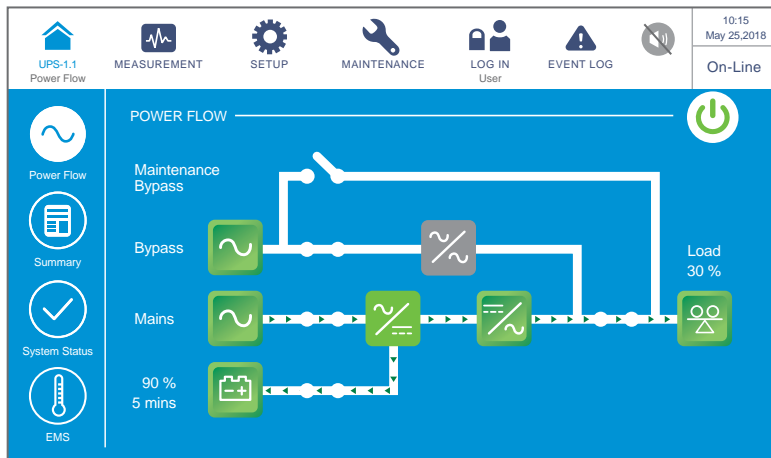 10:15
May 25,2018
UPS-1.1
Power Flow
MEASUREMENT
SETUP
MAINTENANCE
LOG IN
User
EVENT LOG
On-Line
POWER FLOW
Power Flow
Summary
System Status
EMS
Maintenance
Bypass
Bypass
Load
30 %
Mains
90 %
5 mins